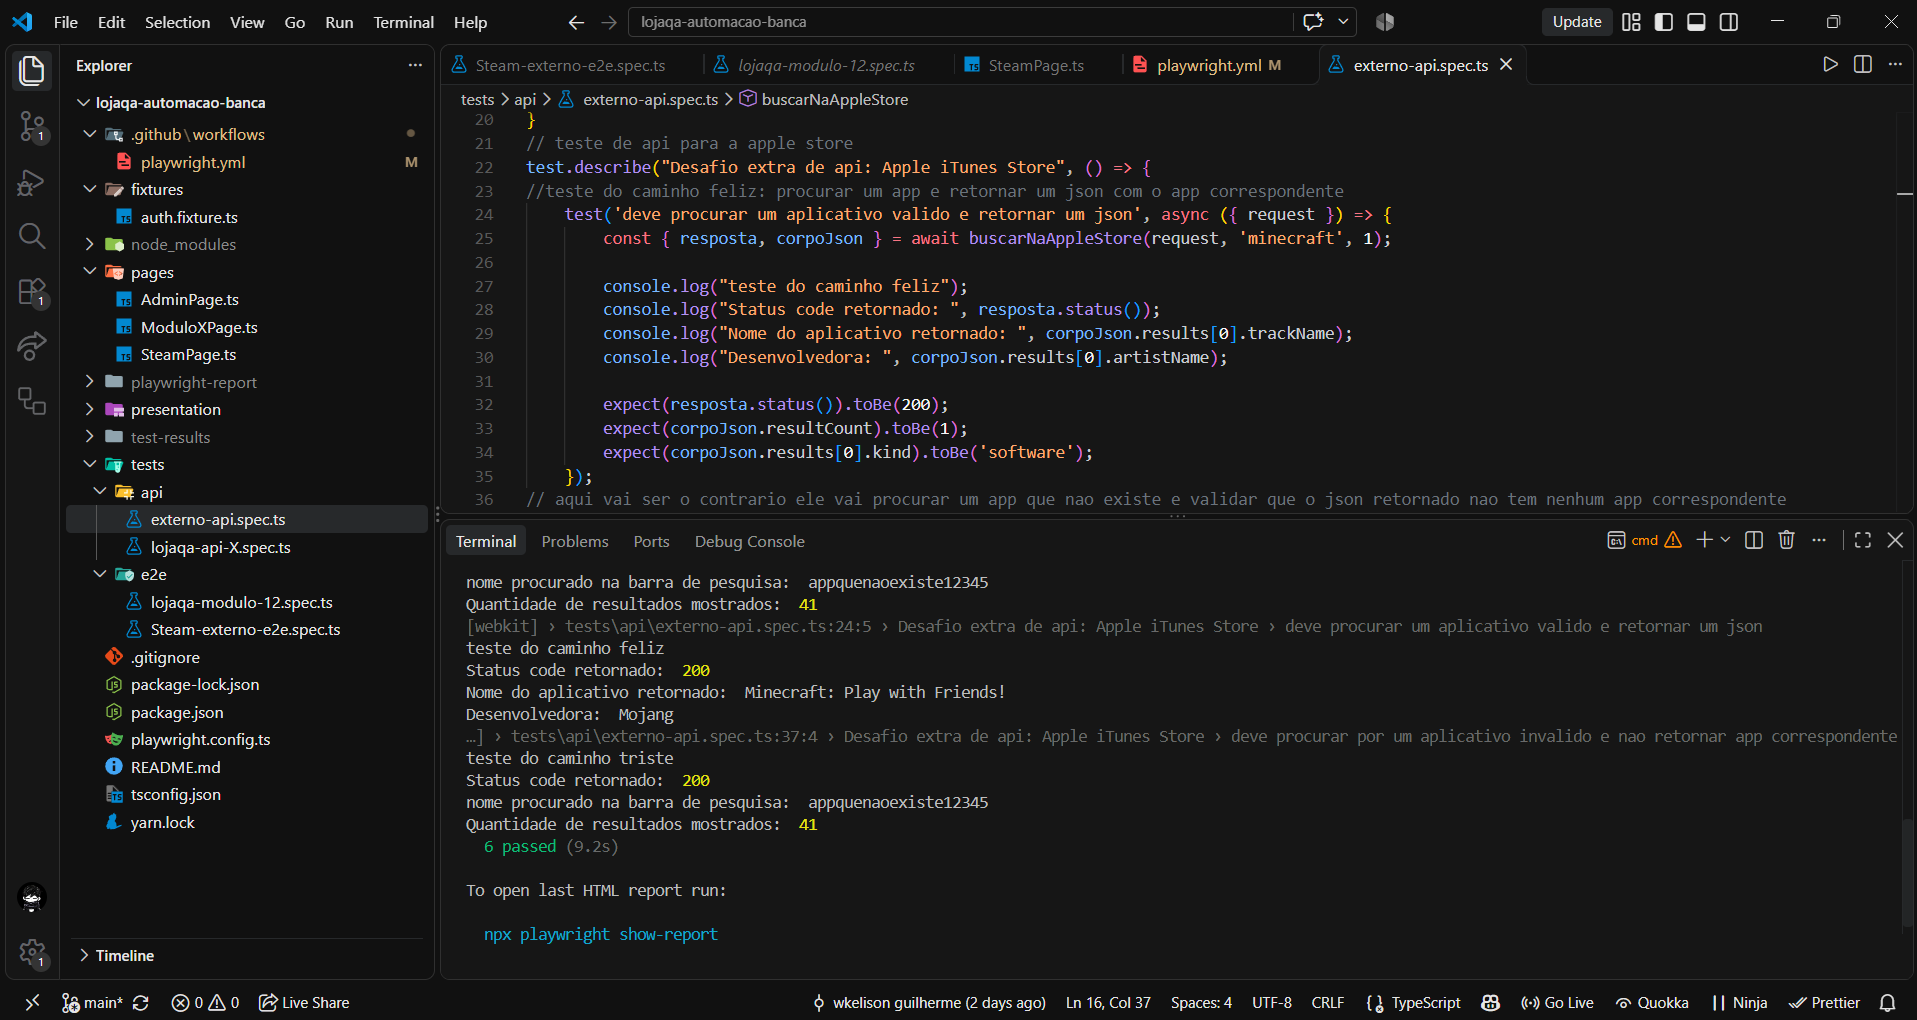 File Edit Selection View Go Run Terminal Help
lojaqa-automacao-banca
Update
Explorer
lojaqa-automacao-banca
.github\workflows
playwright.yml M
fixtures
auth.fixture.ts
node_modules
pages
AdminPage.ts
ModuloXPage.ts
SteamPage.ts
playwright-report
presentation
test-results
tests
api
externo-api.spec.ts
lojaqa-api-X.spec.ts
e2e
lojaqa-modulo-12.spec.ts
Steam-externo-e2e.spec.ts
.gitignore
package-lock.json
package.json
playwright.config.ts
README.md
tsconfig.json
yarn.lock
Timeline
1
1
1
Steam-externo-e2e.spec.ts lojaqa-modulo-12.spec.ts SteamPage.ts playwright.yml M externo-api.spec.ts
tests > api > externo-api.spec.ts > buscarNaAppleStore
20 }
21 // teste de api para a apple store
22 test.describe("Desafio extra de api: Apple iTunes Store", () => {
23 //teste do caminho feliz: procurar um app e retornar um json com o app correspondente
24 test('deve procurar um aplicativo valido e retornar um json', async ({ request }) => {
25 const { resposta, corpoJson } = await buscarNaAppleStore(request, 'minecraft', 1);
26
27 console.log("teste do caminho feliz");
28 console.log("Status code retornado: ", resposta.status());
29 console.log("Nome do aplicativo retornado: ", corpoJson.results[0].trackName);
30 console.log("Desenvolvedora: ", corpoJson.results[0].artistName);
31
32 expect(resposta.status()).toBe(200);
33 expect(corpoJson.resultCount).toBe(1);
34 expect(corpoJson.results[0].kind).toBe('software');
35 });
36 // aqui vai ser o contrario ele vai procurar um app que nao existe e validar que o json retornado nao tem nenhum app correspondente
Terminal Problems Ports Debug Console
cmd
nome procurado na barra de pesquisa:  appquenaoexiste12345
Quantidade de resultados mostrados:  41
[webkit] › tests\api\externo-api.spec.ts:24:5 › Desafio extra de api: Apple iTunes Store › deve procurar um aplicativo valido e retornar um json
teste do caminho feliz
Status code retornado:  200
Nome do aplicativo retornado:  Minecraft: Play with Friends!
Desenvolvedora:  Mojang
…] › tests\api\externo-api.spec.ts:37:4 › Desafio extra de api: Apple iTunes Store › deve procurar por um aplicativo invalido e nao retornar app correspondente
teste do caminho triste
Status code retornado:  200
nome procurado na barra de pesquisa:  appquenaoexiste12345
Quantidade de resultados mostrados:  41
6 passed (9.2s)
To open last HTML report run:
npx playwright show-report
main* 0 0 Live Share wkelison guilherme (2 days ago) Ln 16, Col 37 Spaces: 4 UTF-8 CRLF TypeScript Go Live Quokka Ninja Prettier